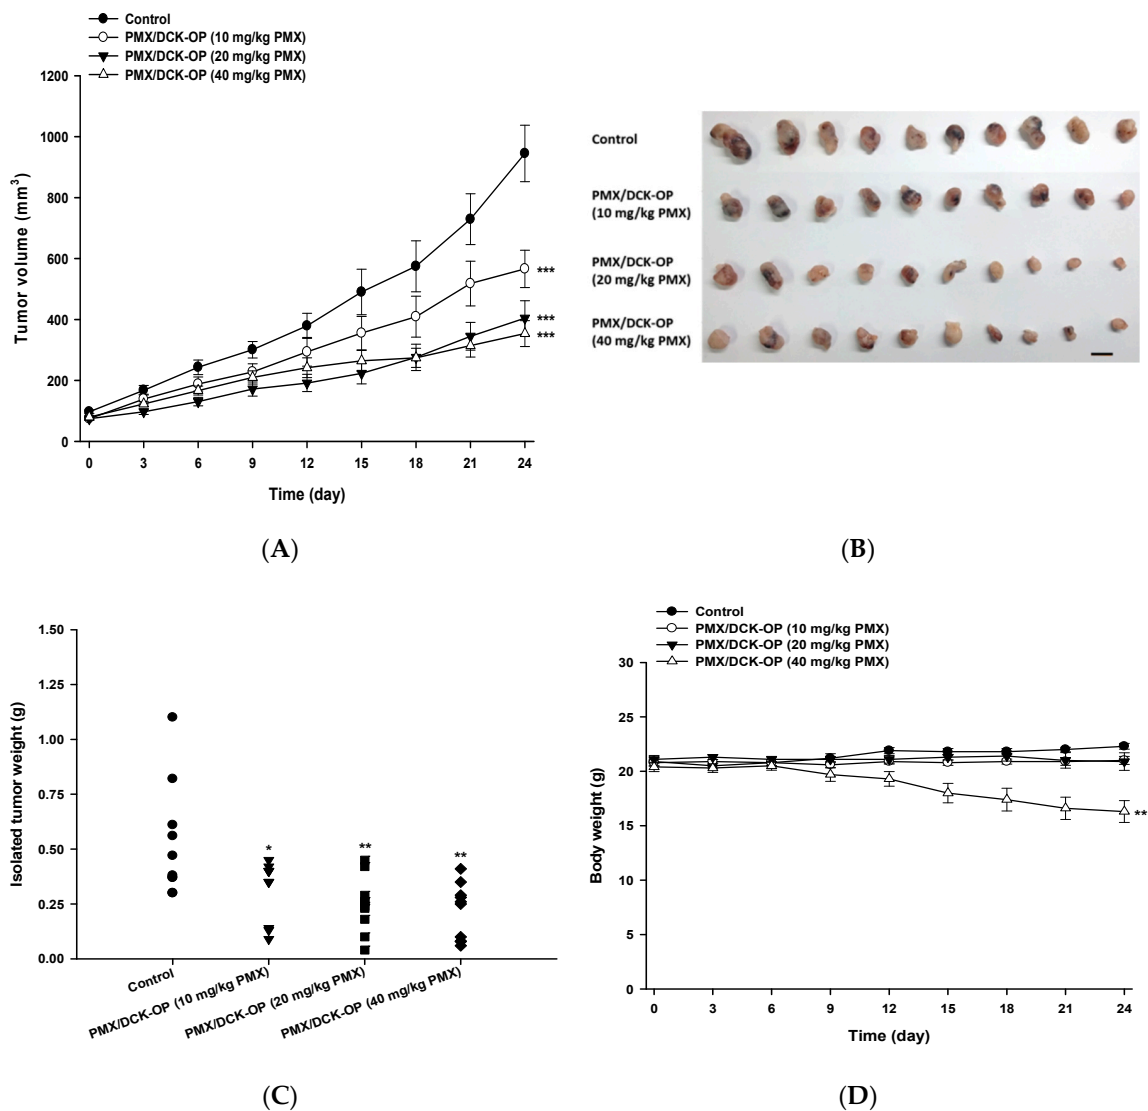 Control
PMX/DCK-OP (10 mg/kg PMX)
PMX/DCK-OP (20 mg/kg PMX)
PMX/DCK-OP (40 mg/kg PMX)
1200
1000
800
600
400
200
0
Tumor volume (mm³)
***
***
***
0 3 6 9 12 15 18 21 24
Time (day)
(A)
Control
PMX/DCK-OP
(10 mg/kg PMX)
PMX/DCK-OP
(20 mg/kg PMX)
PMX/DCK-OP
(40 mg/kg PMX)
(B)
1.50
1.25
1.00
0.75
0.50
0.25
0.00
Isolated tumor weight (g)
*
**
**
Control
PMX/DCK-OP (10 mg/kg PMX)
PMX/DCK-OP (20 mg/kg PMX)
PMX/DCK-OP (40 mg/kg PMX)
(C)
Control
PMX/DCK-OP (10 mg/kg PMX)
PMX/DCK-OP (20 mg/kg PMX)
PMX/DCK-OP (40 mg/kg PMX)
30
25
20
15
10
5
0
Body weight (g)
**
0 3 6 9 12 15 18 21 24
Time (day)
(D)